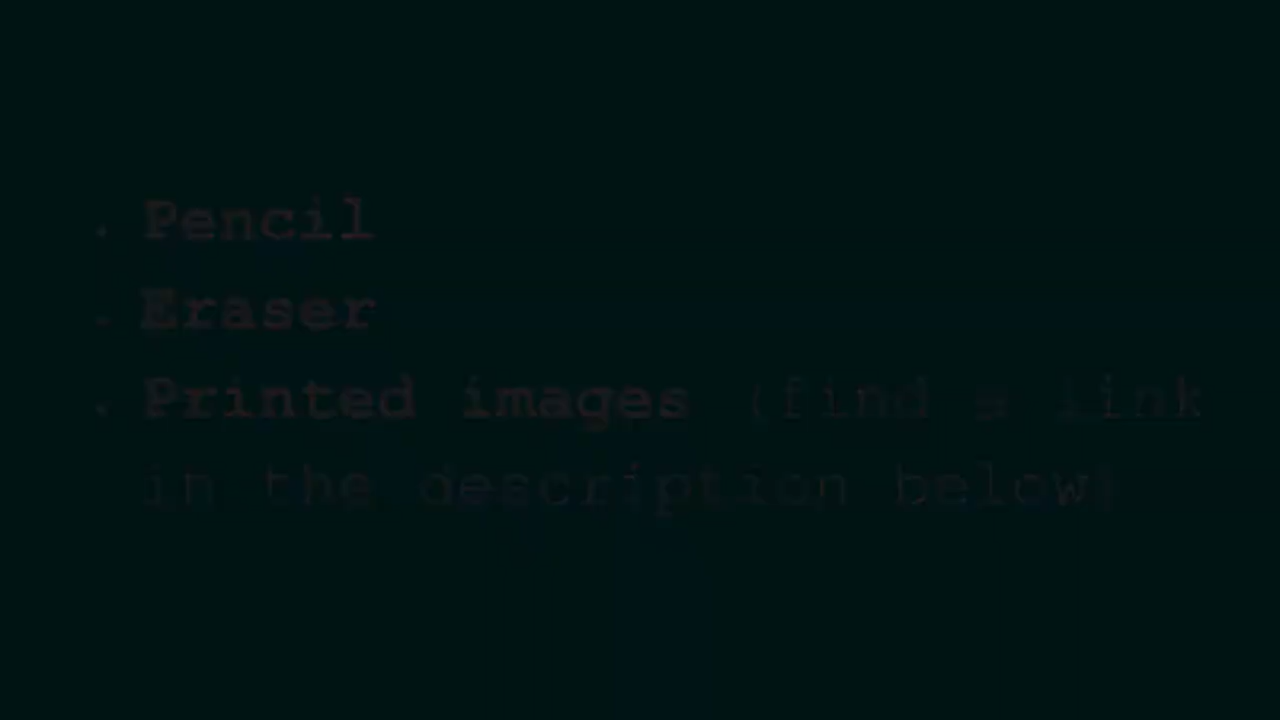 . Pencil
. Eraser
. Printed images (find a link
in the description below)